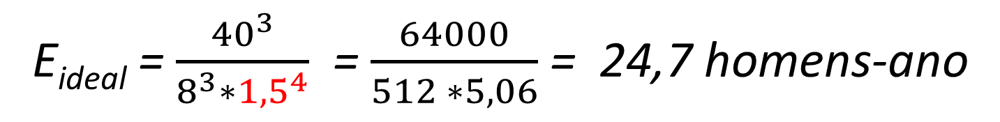 E_ideal = 40³ / 8³*1,5⁴ = 64000 / 512 *5,06 = 24,7 homens-ano